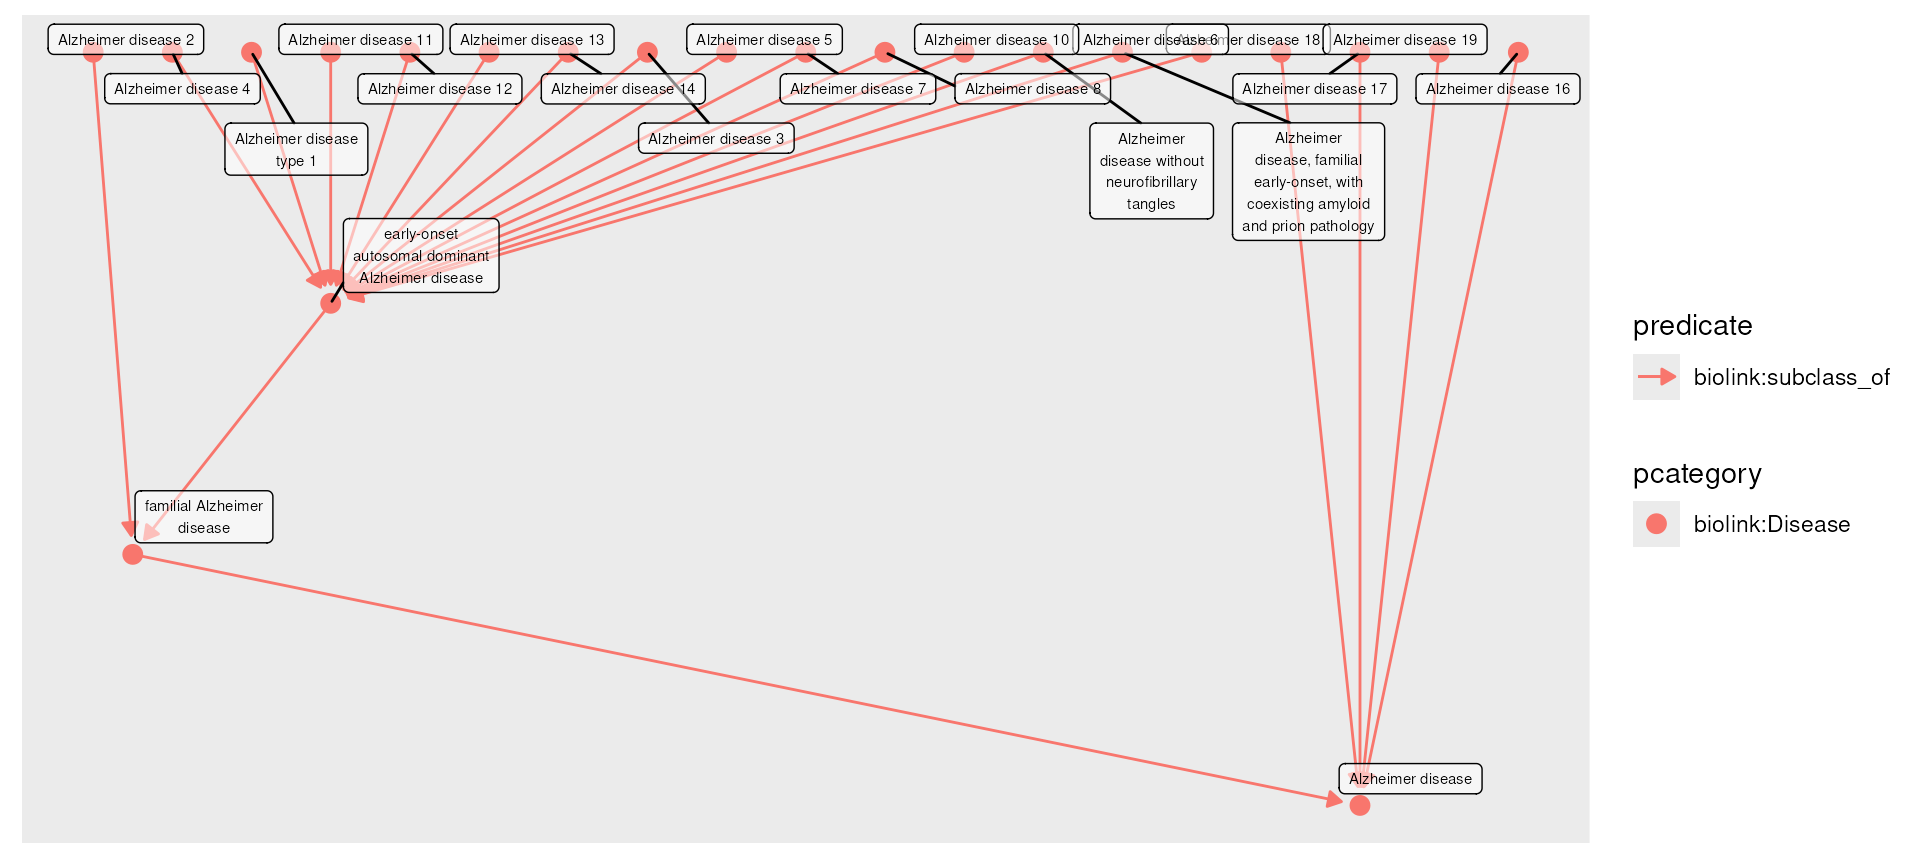 Alzheimer disease 2
Alzheimer disease 11
Alzheimer disease 13
Alzheimer disease 5
Alzheimer disease 10
Alzheimer disease 6
Alzheimer disease 18
Alzheimer disease 19
Alzheimer disease 4
Alzheimer disease 12
Alzheimer disease 14
Alzheimer disease 7
Alzheimer disease 8
Alzheimer disease 17
Alzheimer disease 16
Alzheimer disease
type 1
Alzheimer disease 3
Alzheimer
disease without
neurofibrillary
tangles
Alzheimer
disease, familial
early-onset, with
coexisting amyloid
and prion pathology
early-onset
autosomal dominant
Alzheimer disease
familial Alzheimer
disease
Alzheimer disease
predicate
biolink:subclass_of
pcategory
biolink:Disease